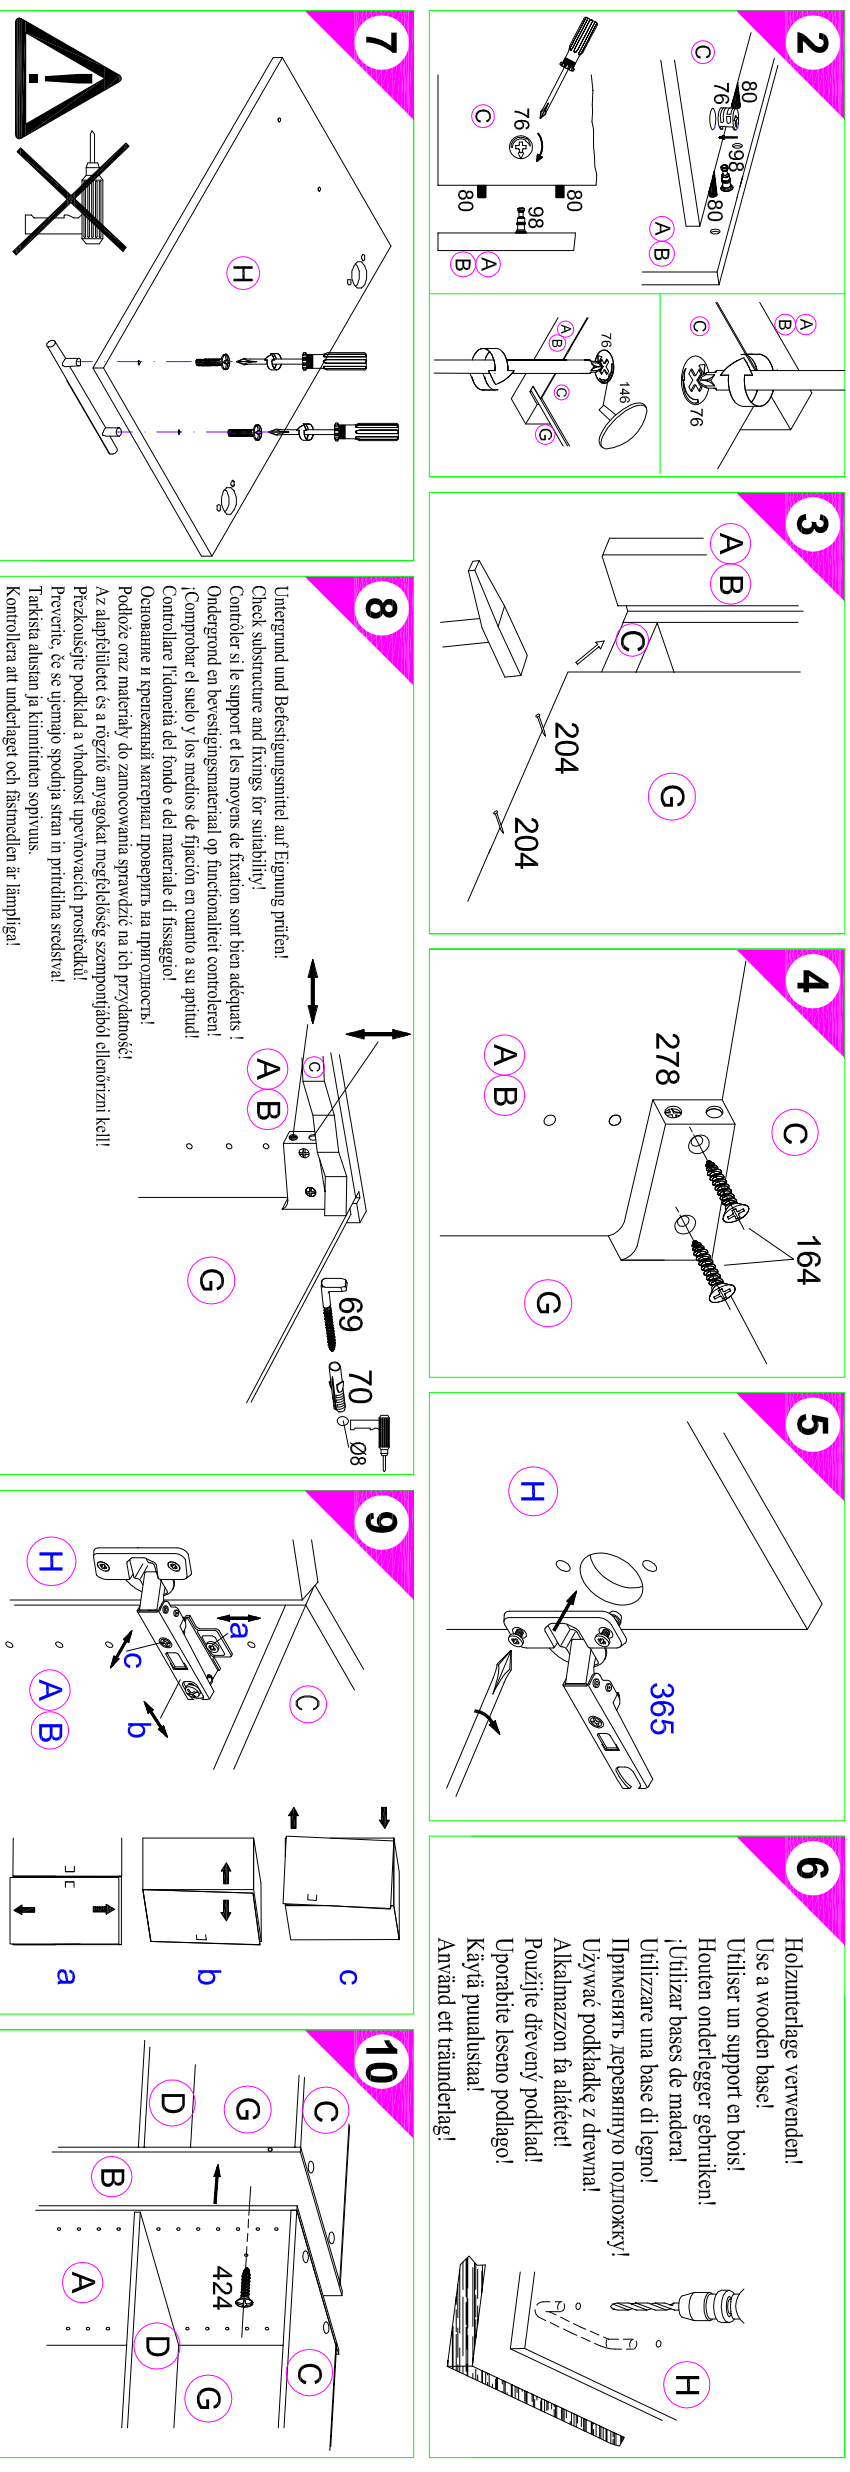 2
C
80
76
98
80
A
B
C
76
80
80
98
A
B
A
B
C
76
A
B
76
146
C
G
3
A
B
C
G
204
204
4
A
B
278
C
164
G
5
H
365
6
Holzunterlage verwenden!
Use a wooden base!
Utiliser un support en bois!
Houten onderlegger gebruiken!
¡Utilizar bases de madera!
Utilizzare una base di legno!
Применять деревянную подложку!
Używać podkładkę z drewna!
Alkalmazzon fa alátétet!
Použijte dřevený podklad!
Uporabite leseno podlago!
Käytä puualustaa!
Använd ett träunderlag!
H
7
H
8
Untergrund und Befestigungsmittel auf Eignung prüfen!
Check substructure and fixings for suitability!
Contrôler si le support et les moyens de fixation sont bien adéquats !
Ondergrond en bevestigingsmateriaal op functionaliteit controleren!
¡Comprobar el suelo y los medios de fijación en cuanto a su aptitud!
Controllare l'idoneità del fondo e del materiale di fissaggio!
Основание и крепежный материал проверить на пригодность!
Podłoże oraz materiały do zamocowania sprawdzić na ich przydatność!
Az alapfelületet és a rögzítő anyagokat megfelelőség szempontjából ellenőrizni kell!
Přezkoušejte podklad a vhodnost upevňovacích prostředků!
Preverite, če se ujemajo spodnja stran in pritrdilna sredstva!
Tarkista alustan ja kiinnitinten sopivuus.
Kontrollera att underlaget och fästmedlen är lämpliga!
A
B
C
G
69
70
Ø8
9
H
a
c
b
C
A
B
c
b
a
10
C
G
D
B
424
A
C
D
G